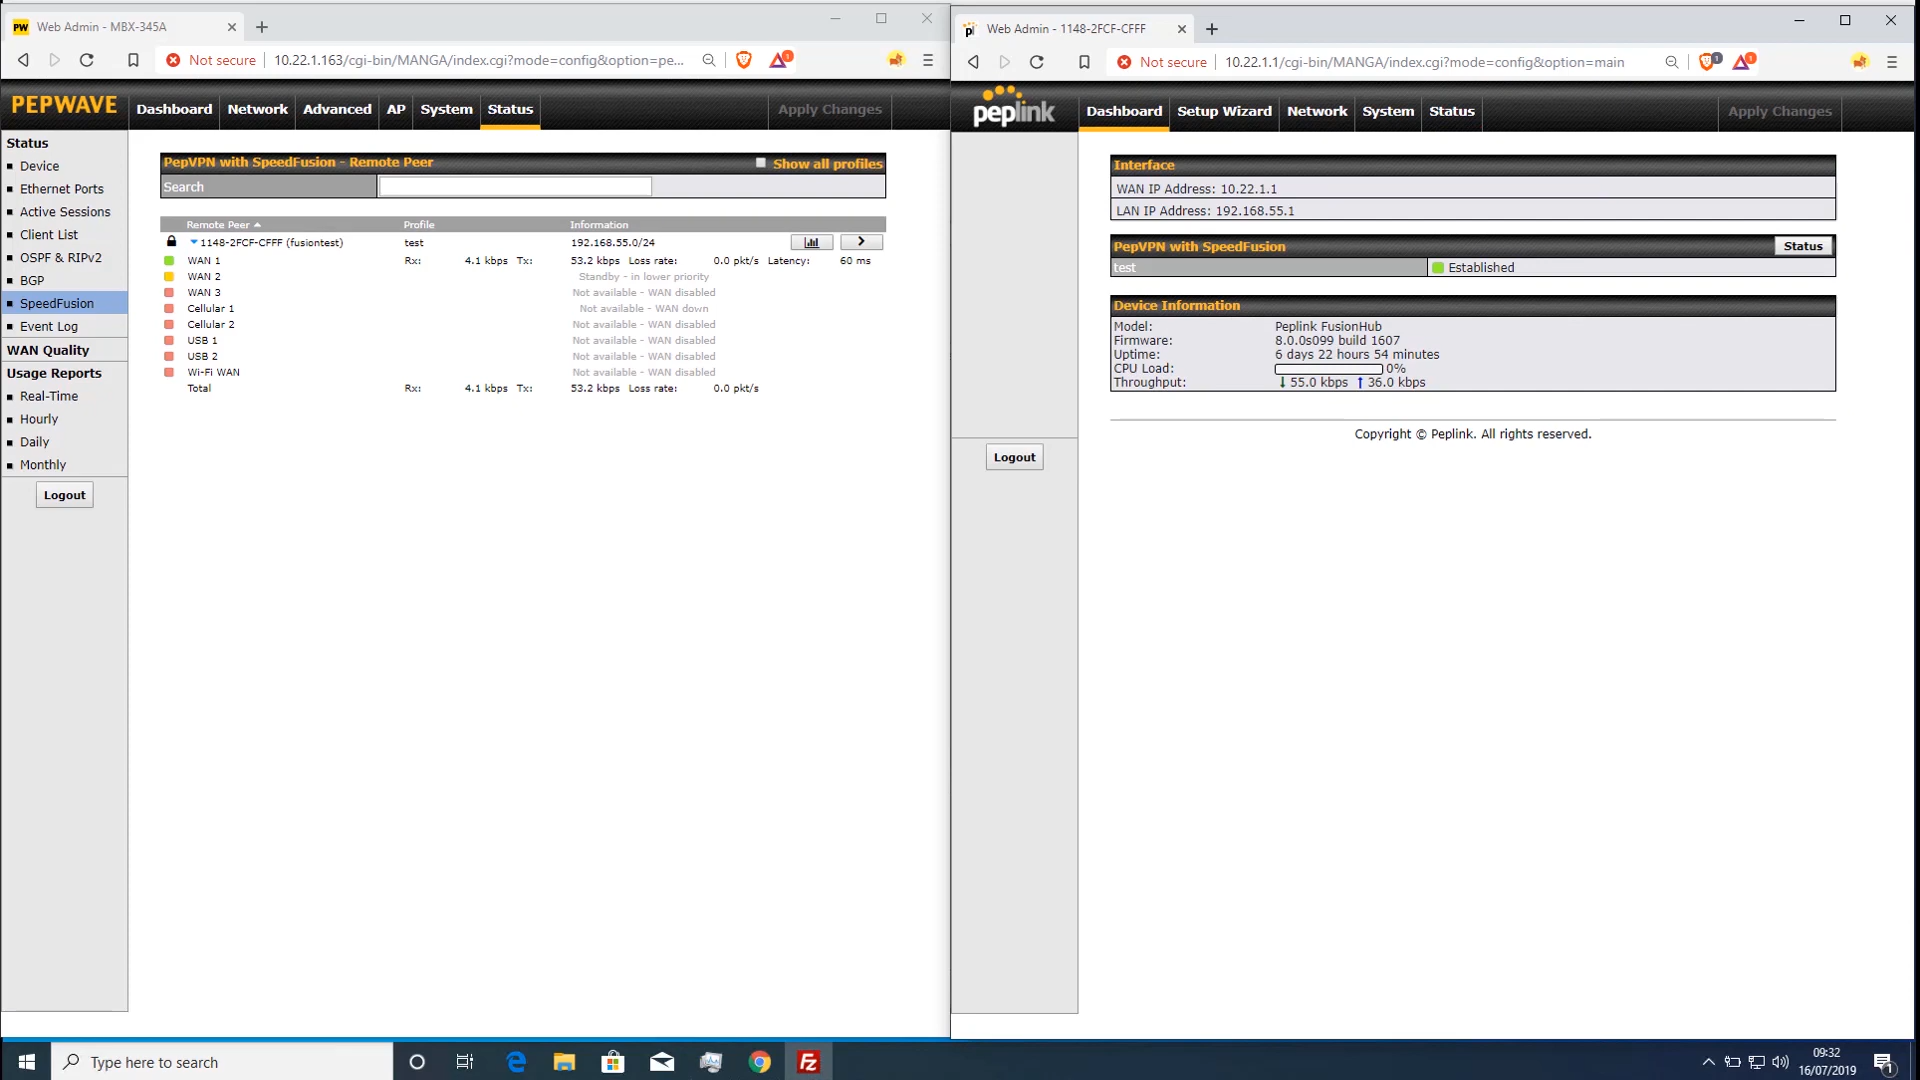 Web Admin - MBX-345A
Not secure 10.22.1.163/cgi-bin/MANGA/index.cgi?mode=config&option=pe...
PEPWAVE Dashboard Network Advanced AP System Status Apply Changes
Status
Device
Ethernet Ports
Active Sessions
Client List
OSPF & RIPv2
BGP
SpeedFusion
Event Log
WAN Quality
Usage Reports
Real-Time
Hourly
Daily
Monthly
Logout
PepVPN with SpeedFusion - Remote Peer Show all profiles
Search
Remote Peer Profile Information
1148-2FCF-CFFF (fusiontest) test 192.168.55.0/24
WAN 1 Rx: 4.1 kbps Tx: 53.2 kbps Loss rate: 0.0 pkt/s Latency: 60 ms
WAN 2 Standby - in lower priority
WAN 3 Not available - WAN disabled
Cellular 1 Not available - WAN down
Cellular 2 Not available - WAN disabled
USB 1 Not available - WAN disabled
USB 2 Not available - WAN disabled
Wi-Fi WAN Not available - WAN disabled
Total Rx: 4.1 kbps Tx: 53.2 kbps Loss rate: 0.0 pkt/s
Web Admin - 1148-2FCF-CFFF
Not secure 10.22.1.1/cgi-bin/MANGA/index.cgi?mode=config&option=main
peplink Dashboard Setup Wizard Network System Status Apply Changes
Logout
Interface
WAN IP Address: 10.22.1.1
LAN IP Address: 192.168.55.1
PepVPN with SpeedFusion Status
test Established
Device Information
Model: Peplink FusionHub
Firmware: 8.0.0s099 build 1607
Uptime: 6 days 22 hours 54 minutes
CPU Load: 0%
Throughput: 55.0 kbps 36.0 kbps
Copyright © Peplink. All rights reserved.
Type here to search
09:32
16/07/2019